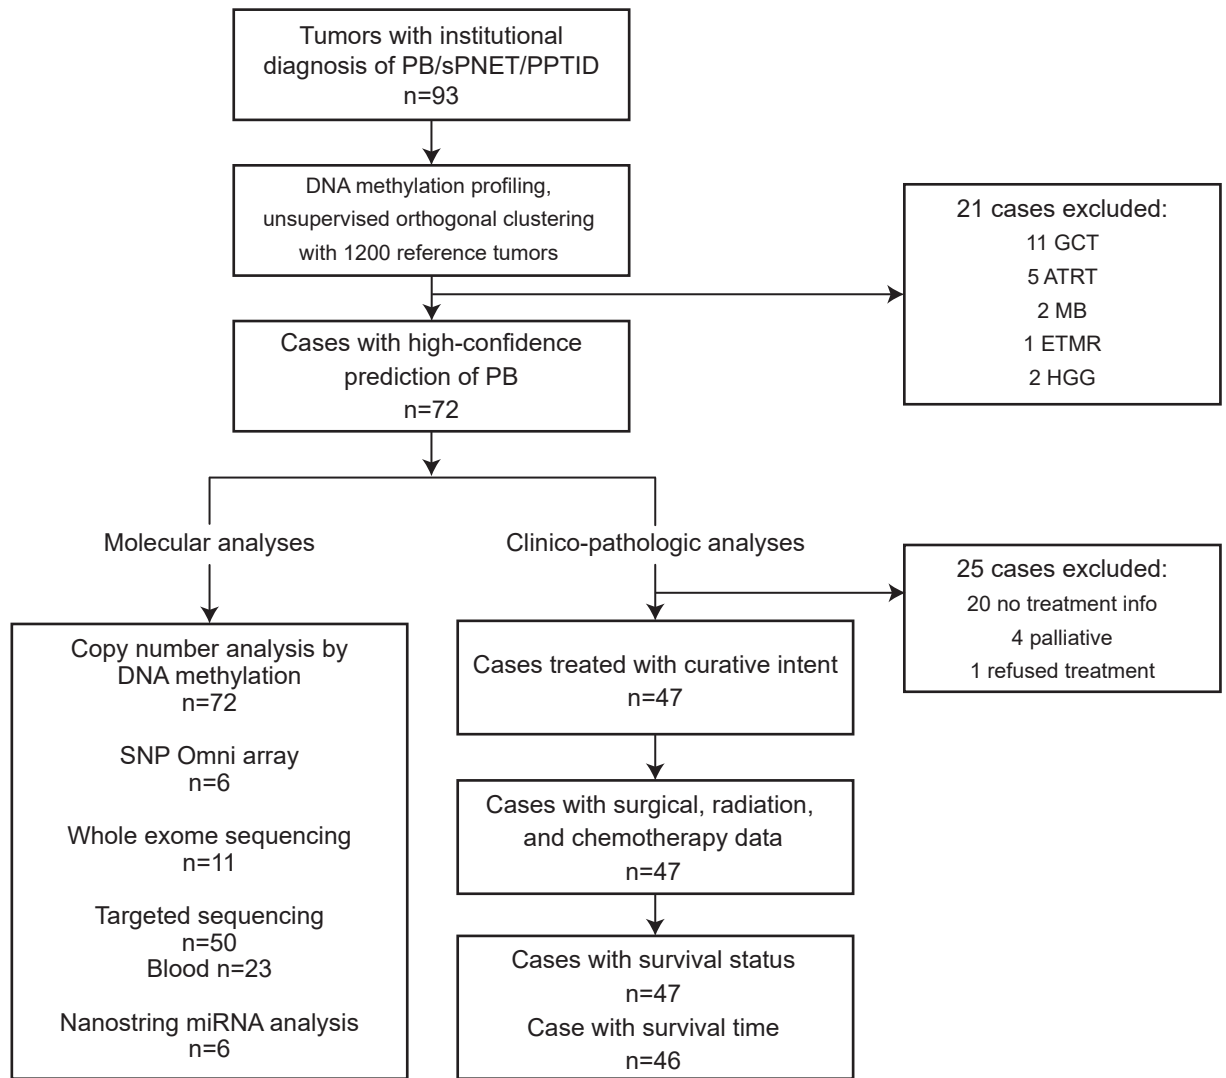 Tumors with institutional
diagnosis of PB/sPNET/PPTID
n=93
DNA methylation profiling,
unsupervised orthogonal clustering
with 1200 reference tumors
21 cases excluded:
11 GCT
5 ATRT
2 MB
1 ETMR
2 HGG
Cases with high-confidence
prediction of PB
n=72
Molecular analyses
Clinico-pathologic analyses
25 cases excluded:
20 no treatment info
4 palliative
1 refused treatment
Copy number analysis by
DNA methylation
n=72
SNP Omni array
n=6
Whole exome sequencing
n=11
Targeted sequencing
n=50
Blood n=23
Nanostring miRNA analysis
n=6
Cases treated with curative intent
n=47
Cases with surgical, radiation,
and chemotherapy data
n=47
Cases with survival status
n=47
Case with survival time
n=46